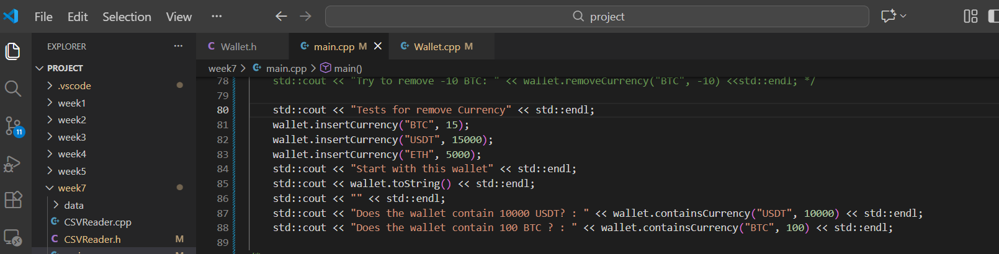 File Edit Selection View ··· project
EXPLORER ···
Wallet.h main.cpp M Wallet.cpp M
PROJECT
week7 > main.cpp > main()
.vscode
week1
week2
week3
week4
week5
week7
data
CSVReader.cpp
CSVReader.h M
11
78 std::cout << "Try to remove -10 BTC: " << wallet.removeCurrency("BTC", -10) <<std::endl; */
79
80 std::cout << "Tests for remove Currency" << std::endl;
81 wallet.insertCurrency("BTC", 15);
82 wallet.insertCurrency("USDT", 15000);
83 wallet.insertCurrency("ETH", 5000);
84 std::cout << "Start with this wallet" << std::endl;
85 std::cout << wallet.toString() << std::endl;
86 std::cout << "" << std::endl;
87 std::cout << "Does the wallet contain 10000 USDT? : " << wallet.containsCurrency("USDT", 10000) << std::endl;
88 std::cout << "Does the wallet contain 100 BTC ? : " << wallet.containsCurrency("BTC", 100) << std::endl;
89